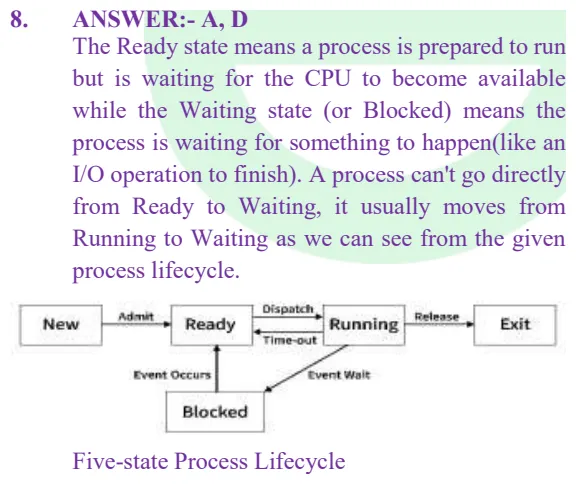 8. ANSWER:- A, D
The Ready state means a process is prepared to run
but is waiting for the CPU to become available
while the Waiting state (or Blocked) means the
process is waiting for something to happen(like an
I/O operation to finish). A process can't go directly
from Ready to Waiting, it usually moves from
Running to Waiting as we can see from the given
process lifecycle.
New Admit Ready Dispatch Running Release Exit
Time-out
Event Occurs Event Wait
Blocked
Five-state Process Lifecycle